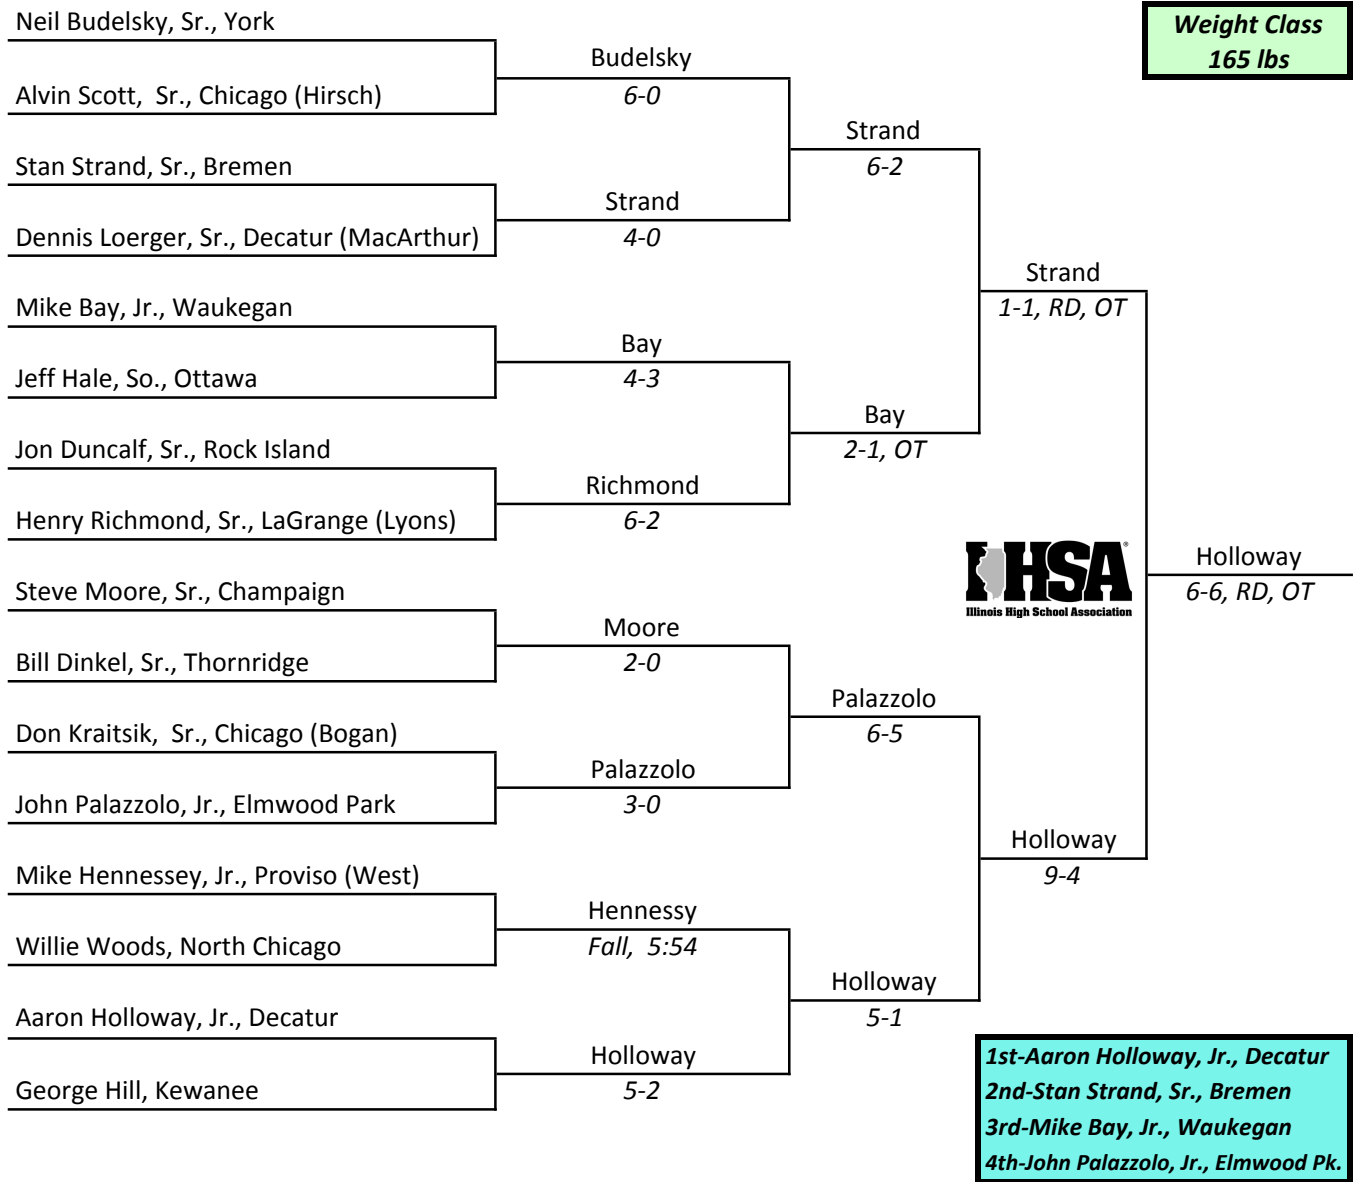 Neil Budelsky, Sr., York
Weight Class
165 lbs
Budelsky
6-0
Alvin Scott,  Sr., Chicago (Hirsch)
Strand
6-2
Stan Strand, Sr., Bremen
Strand
4-0
Dennis Loerger, Sr., Decatur (MacArthur)
Strand
1-1, RD, OT
Mike Bay, Jr., Waukegan
Bay
4-3
Jeff Hale, So., Ottawa
Bay
2-1, OT
Jon Duncalf, Sr., Rock Island
Richmond
6-2
Henry Richmond, Sr., LaGrange (Lyons)
IHSA®
Illinois High School Association
Holloway
6-6, RD, OT
Steve Moore, Sr., Champaign
Moore
2-0
Bill Dinkel, Sr., Thornridge
Palazzolo
6-5
Don Kraitsik,  Sr., Chicago (Bogan)
Palazzolo
3-0
John Palazzolo, Jr., Elmwood Park
Holloway
9-4
Mike Hennessey, Jr., Proviso (West)
Hennessy
Fall,  5:54
Willie Woods, North Chicago
Holloway
5-1
Aaron Holloway, Jr., Decatur
Holloway
5-2
George Hill, Kewanee
1st-Aaron Holloway, Jr., Decatur
2nd-Stan Strand, Sr., Bremen
3rd-Mike Bay, Jr., Waukegan
4th-John Palazzolo, Jr., Elmwood Pk.